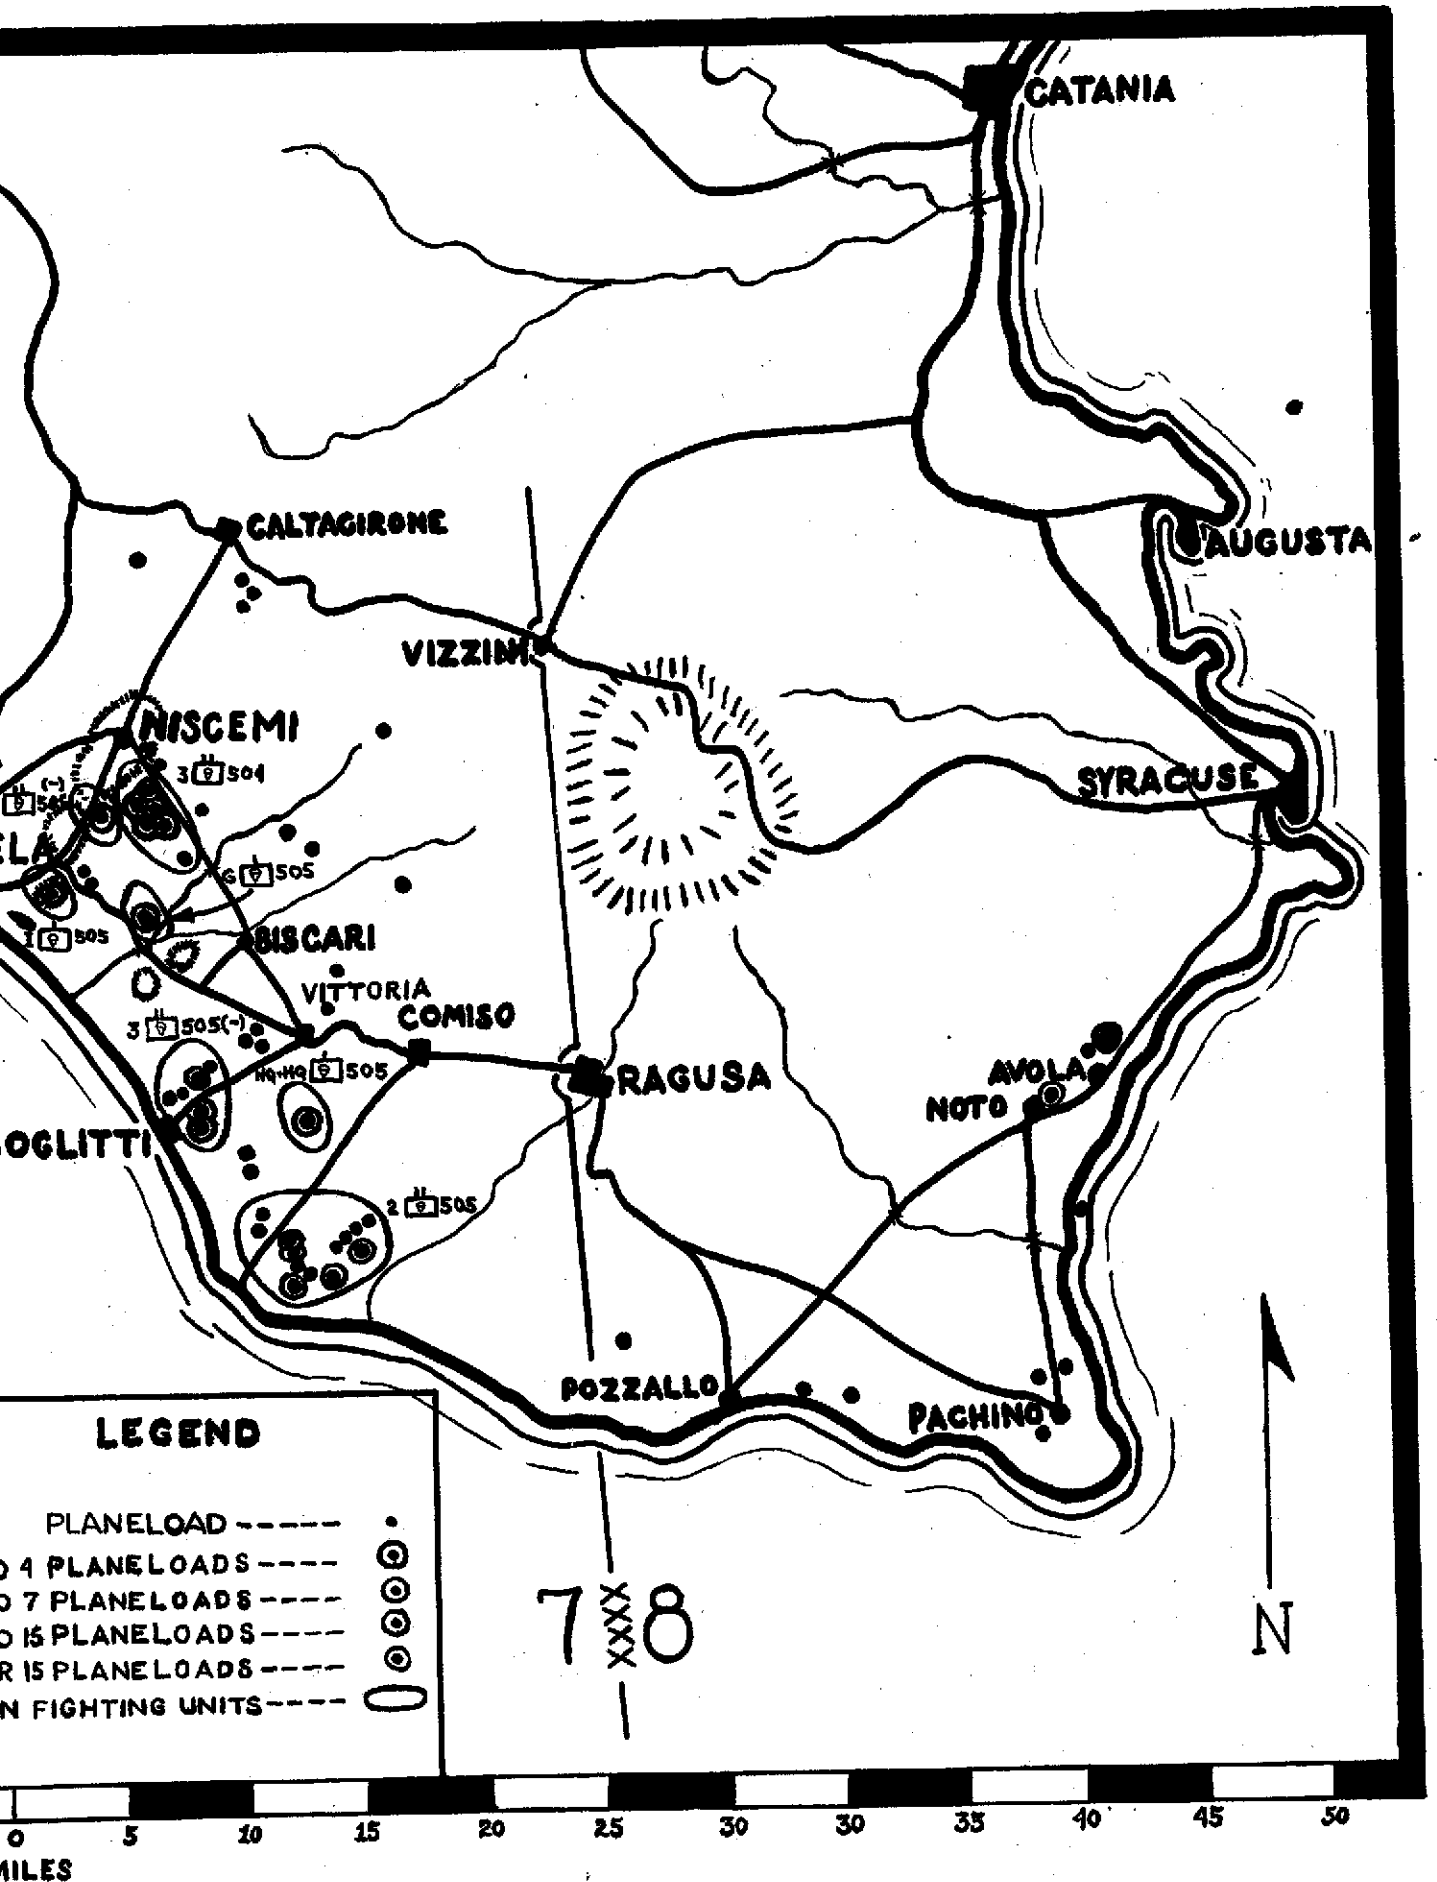 CATANIA
CALTAGIRONE
AUGUSTA
VIZZINI
NISCEMI
3 504
(-)
505
SYRACUSE
ELA
G 505
1 505
BISCARI
VITTORIA
COMISO
3 505(-)
HQ+HQ 505
RAGUSA
AVOLA
NOTO
OGLITTI
2 505
POZZALLO
PACHINO
LEGEND
PLANELOAD -----
O 4 PLANELOADS ----
O 7 PLANELOADS ----
O 15 PLANELOADS ----
R 15 PLANELOADS ----
N FIGHTING UNITS ----
7 XXXX 8
N
0 5 10 15 20 25 30 30 35 40 45 50
MILES